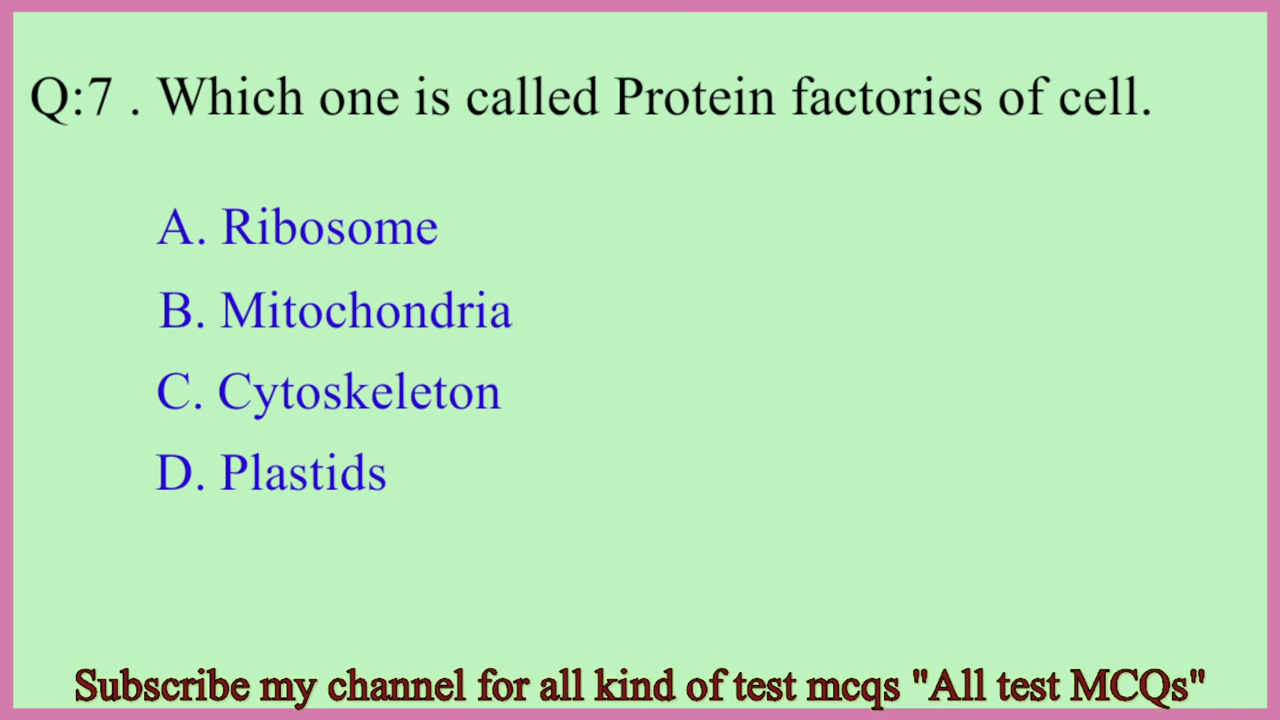 Q:7 . Which one is called Protein factories of cell.
A. Ribosome
B. Mitochondria
C. Cytoskeleton
D. Plastids
Subscribe my channel for all kind of test mcqs "All test MCQs"